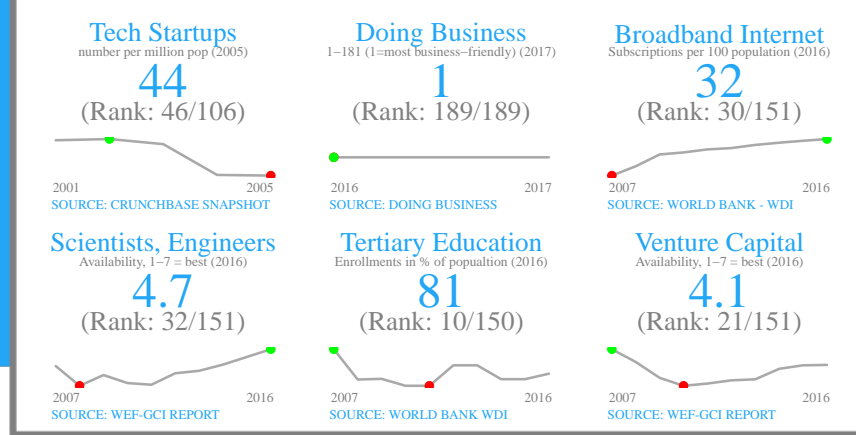 Tech Startups
number per million pop (2005)
44
(Rank: 46/106)
2001 2005
SOURCE: CRUNCHBASE SNAPSHOT
Doing Business
1−181 (1=most business−friendly) (2017)
1
(Rank: 189/189)
2016 2017
SOURCE: DOING BUSINESS
Broadband Internet
Subscriptions per 100 population (2016)
32
(Rank: 30/151)
2007 2016
SOURCE: WORLD BANK - WDI
Scientists, Engineers
Availability, 1−7 = best (2016)
4.7
(Rank: 32/151)
2007 2016
SOURCE: WEF-GCI REPORT
Tertiary Education
Enrollments in % of popualtion (2016)
81
(Rank: 10/150)
2007 2016
SOURCE: WORLD BANK WDI
Venture Capital
Availability, 1−7 = best (2016)
4.1
(Rank: 21/151)
2007 2016
SOURCE: WEF-GCI REPORT